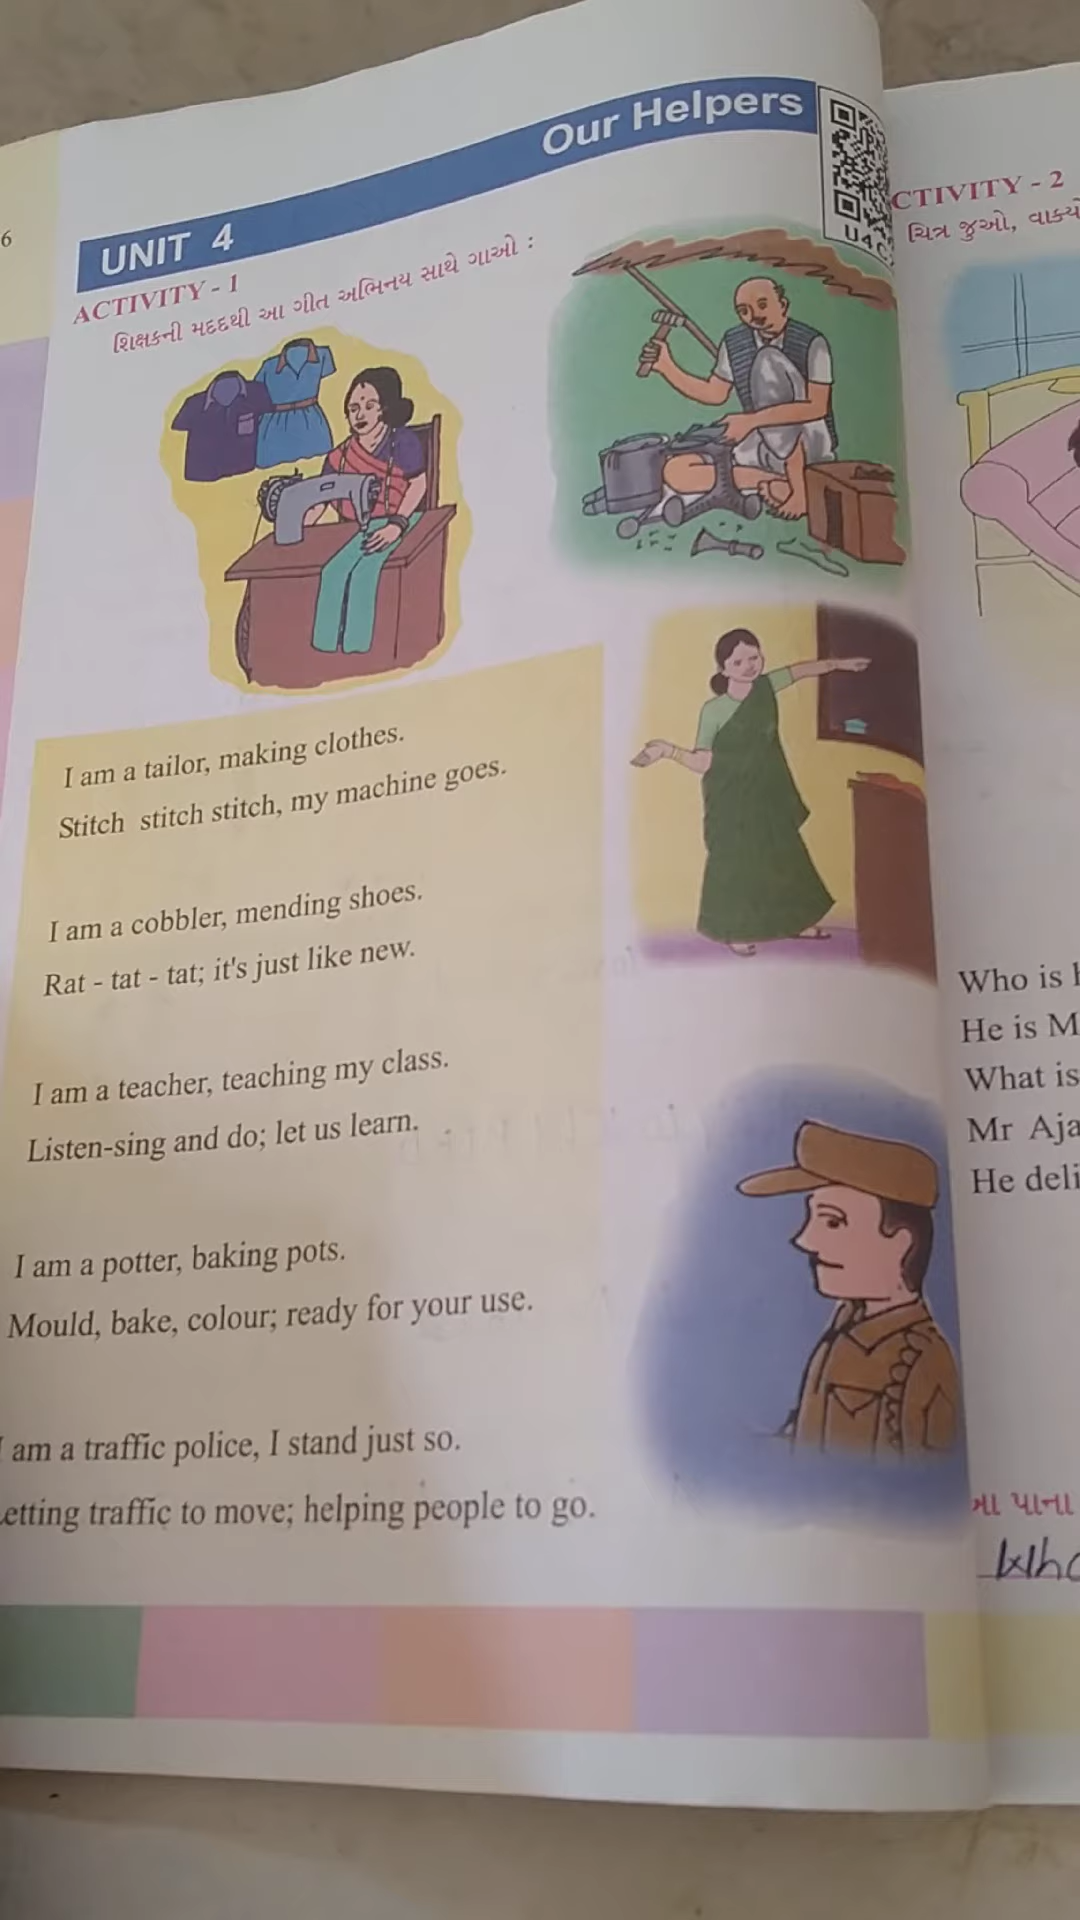 6
Our Helpers
UNIT 4
U4C
ACTIVITY - 1
શિક્ષકની મદદથી આ ગીત અભિનય સાથે ગાઓ :
I am a tailor, making clothes.
Stitch stitch stitch, my machine goes.
I am a cobbler, mending shoes.
Rat - tat - tat; it's just like new.
I am a teacher, teaching my class.
Listen-sing and do; let us learn.
I am a potter, baking pots.
Mould, bake, colour; ready for your use.
I am a traffic police, I stand just so.
etting traffic to move; helping people to go.
CTIVITY - 2
ચિત્ર જુઓ,
Who is
He is
What is
Mr
He
પાના